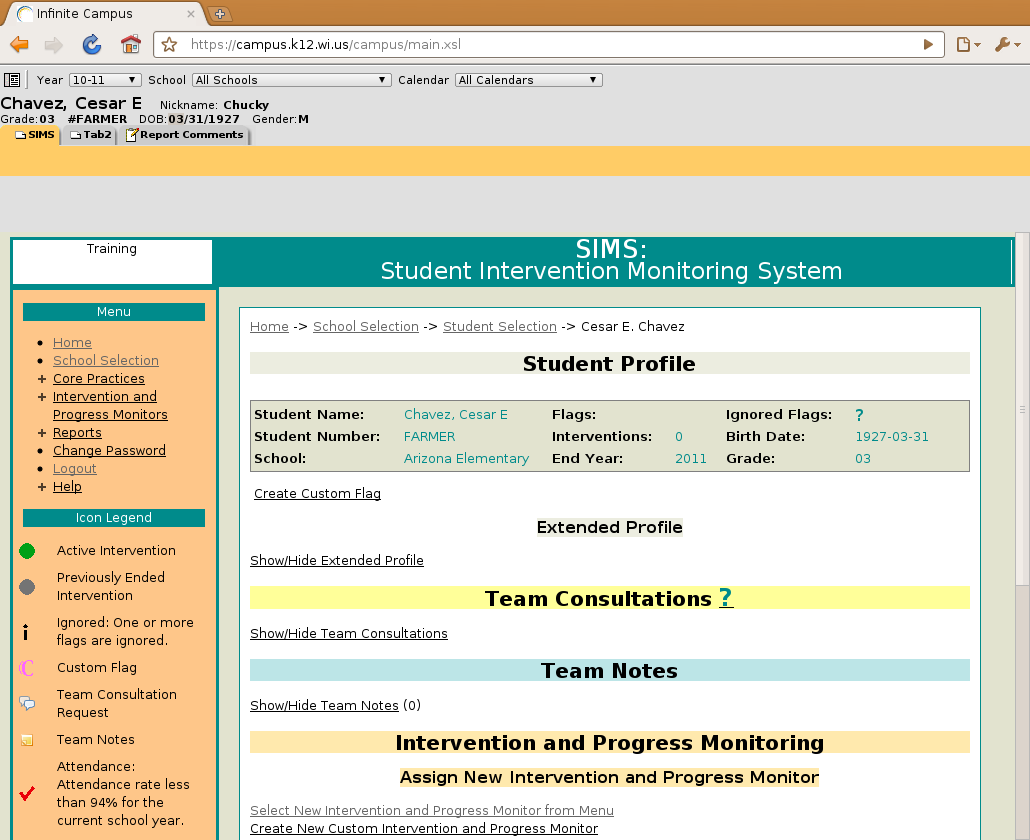 Infinite Campus
https://campus.k12.wi.us/campus/main.xsl
Year 10-11 School All Schools Calendar All Calendars
Chavez, Cesar E Nickname: Chucky
Grade:03 #FARMER DOB:03/31/1927 Gender:M
SIMS Tab2 Report Comments
Training
SIMS:
Student Intervention Monitoring System
Menu
Home
School Selection
Core Practices
Intervention and
Progress Monitors
Reports
Change Password
Logout
Help
Icon Legend
Active Intervention
Previously Ended
Intervention
Ignored: One or more
flags are ignored.
Custom Flag
Team Consultation
Request
Team Notes
Attendance:
Attendance rate less
than 94% for the
current school year.
Home -> School Selection -> Student Selection -> Cesar E. Chavez
Student Profile
Student Name: Chavez, Cesar E Flags: Ignored Flags: ?
Student Number: FARMER Interventions: 0 Birth Date: 1927-03-31
School: Arizona Elementary End Year: 2011 Grade: 03
Create Custom Flag
Extended Profile
Show/Hide Extended Profile
Team Consultations ?
Show/Hide Team Consultations
Team Notes
Show/Hide Team Notes (0)
Intervention and Progress Monitoring
Assign New Intervention and Progress Monitor
Select New Intervention and Progress Monitor from Menu
Create New Custom Intervention and Progress Monitor